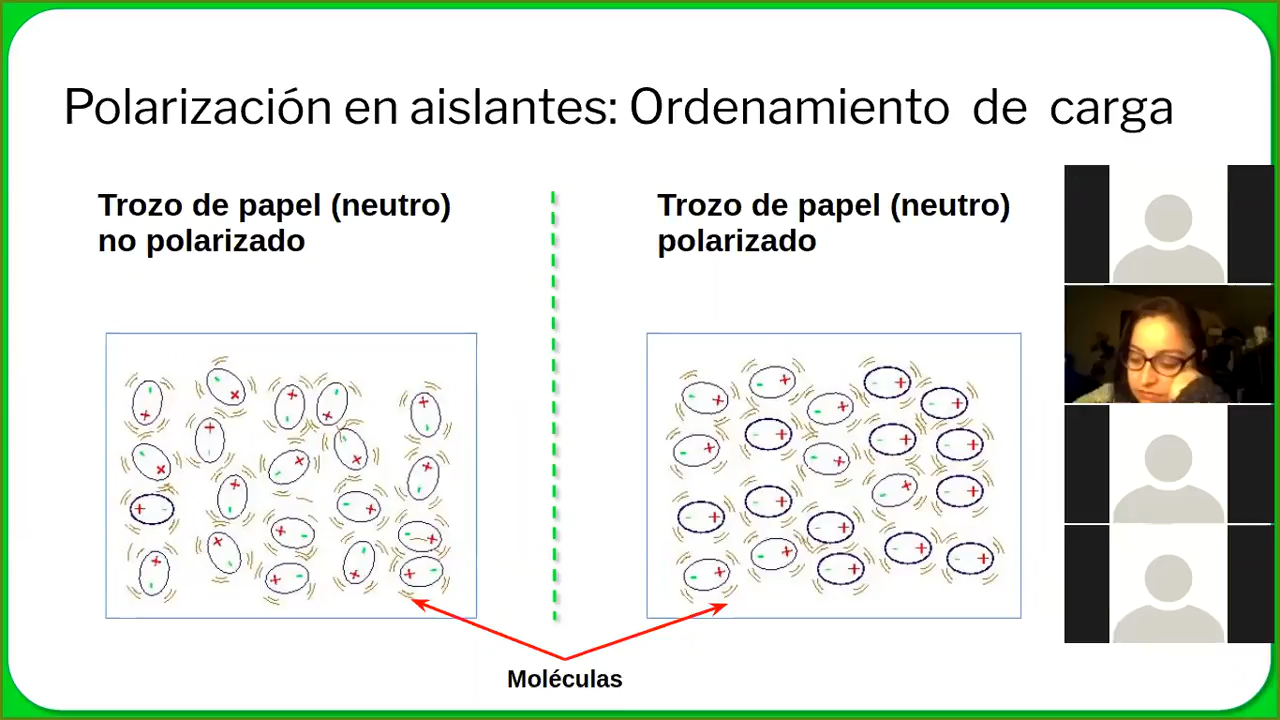 Polarización en aislantes: Ordenamiento de carga
Trozo de papel (neutro)
no polarizado
Trozo de papel (neutro)
polarizado
Moléculas